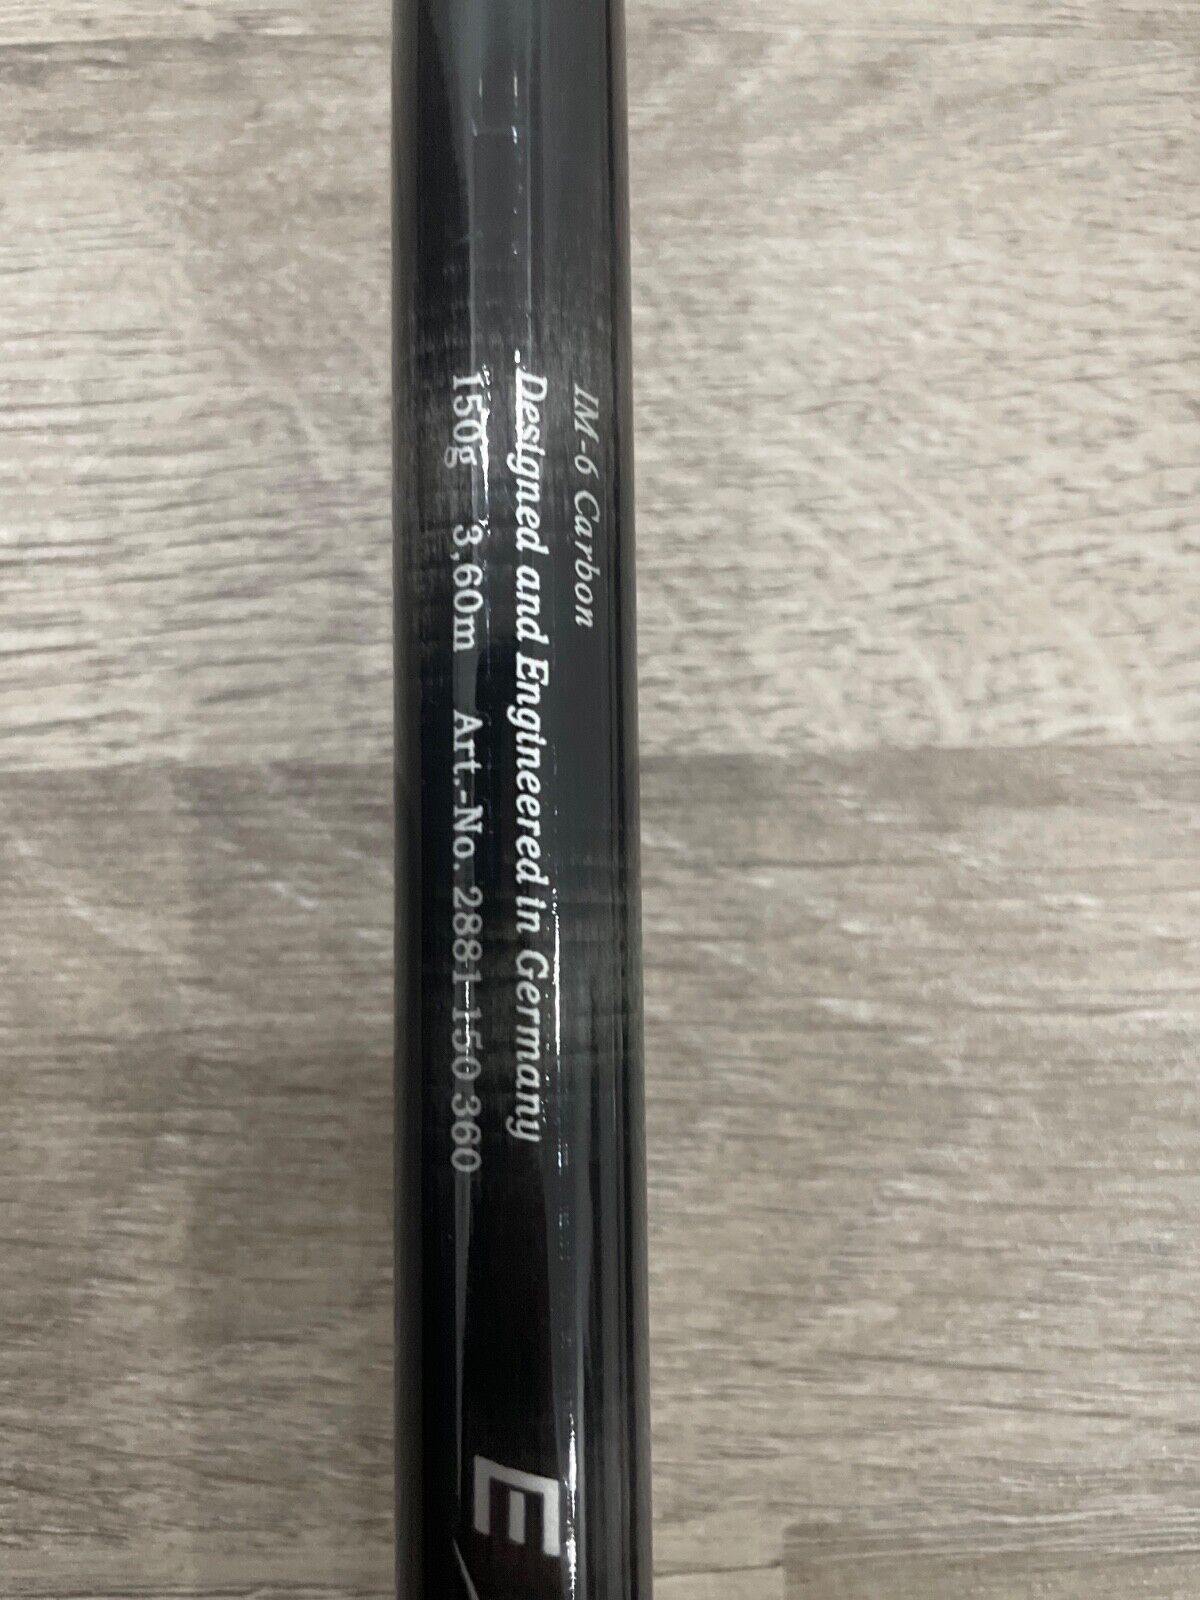 IM-6 Carbon
Designed and Engineered in Germany
150g 3,60m Art.-No. 2881 150 360
E